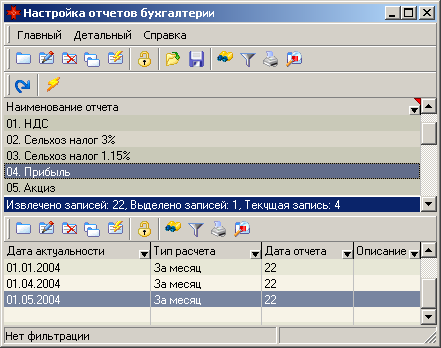 Настройка отчетов бухгалтерии
Главный Детальный Справка
Наименование отчета
01. НДС
02. Сельхоз налог 3%
03. Сельхоз налог 1.15%
04. Прибыль
05. Акциз
Извлечено записей: 22, Выделено записей: 1, Текущая запись: 4
Дата актуальности Тип расчета Дата отчета Описание
01.01.2004 За месяц 22
01.04.2004 За месяц 22
01.05.2004 За месяц 22
Нет фильтрации